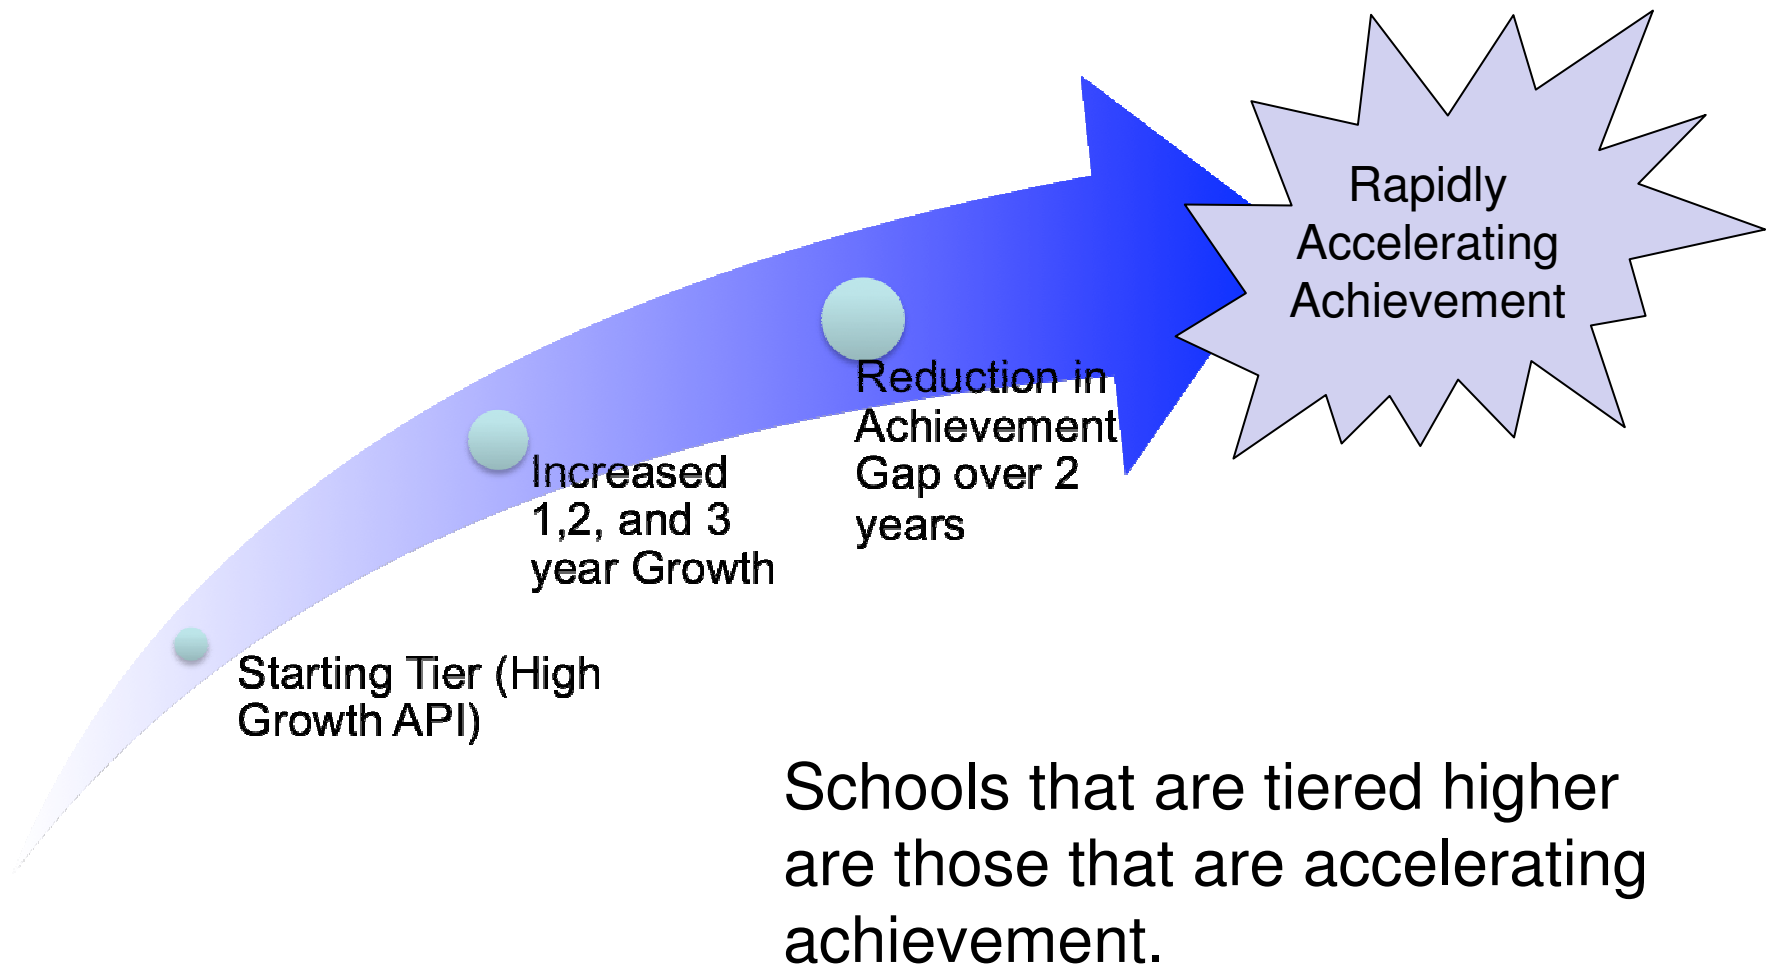 Rapidly
Accelerating
Achievement
Reduction in
Achievement
Gap over 2
years
Increased
1,2, and 3
year Growth
Starting Tier (High
Growth API)
Schools that are tiered higher
are those that are accelerating
achievement.